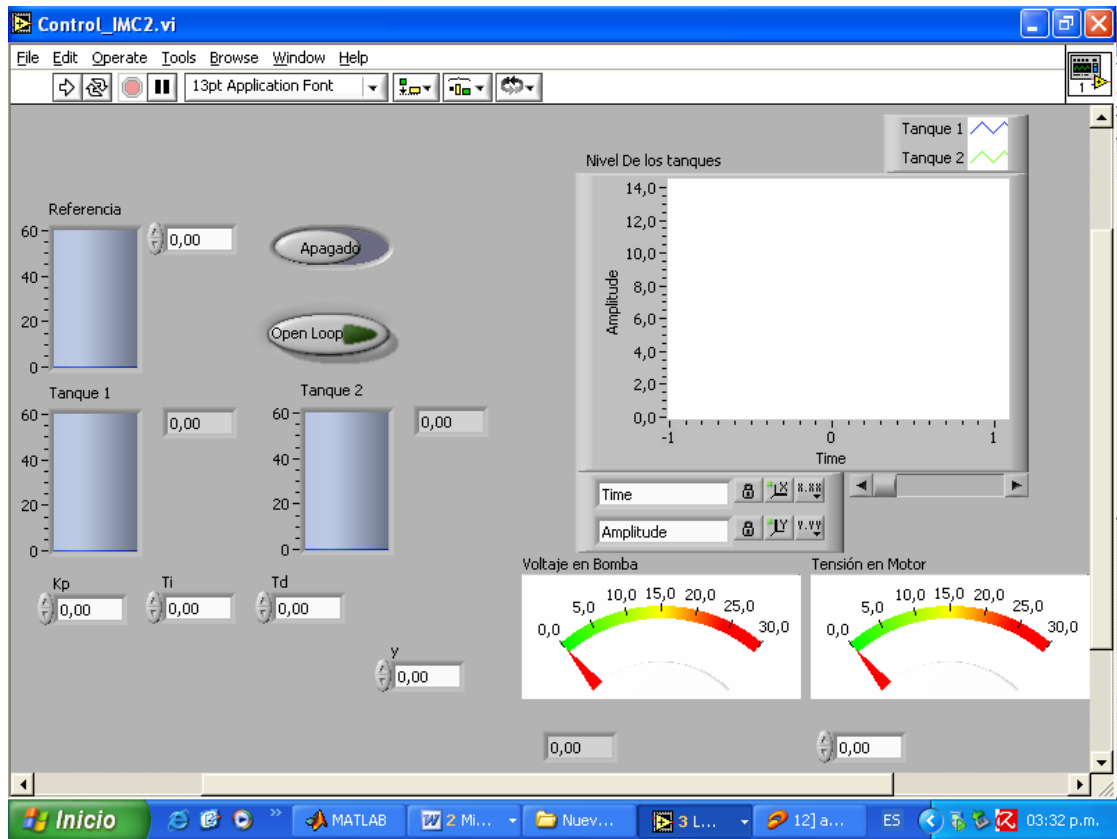 Control_IMC2.vi
File Edit Operate Tools Browse Window Help
13pt Application Font
1
Tanque 1
Tanque 2
Nivel De los tanques
14,0
12,0
10,0
8,0
6,0
4,0
2,0
0,0
Amplitude
-1 0 1
Time
Referencia
60
40
20
0
0,00
Apagado
Open Loop
Tanque 1
60
40
20
0
0,00
Tanque 2
60
40
20
0
0,00
Time
X.XX
Amplitude
Y.YY
Kp
0,00
Ti
0,00
Td
0,00
y
0,00
Voltaje en Bomba
0,0 5,0 10,0 15,0 20,0 25,0 30,0
0,00
Tensión en Motor
0,0 5,0 10,0 15,0 20,0 25,0 30,0
0,00
Inicio
MATLAB
2 Mi...
Nuev...
3 L...
12] a...
ES
03:32 p.m.